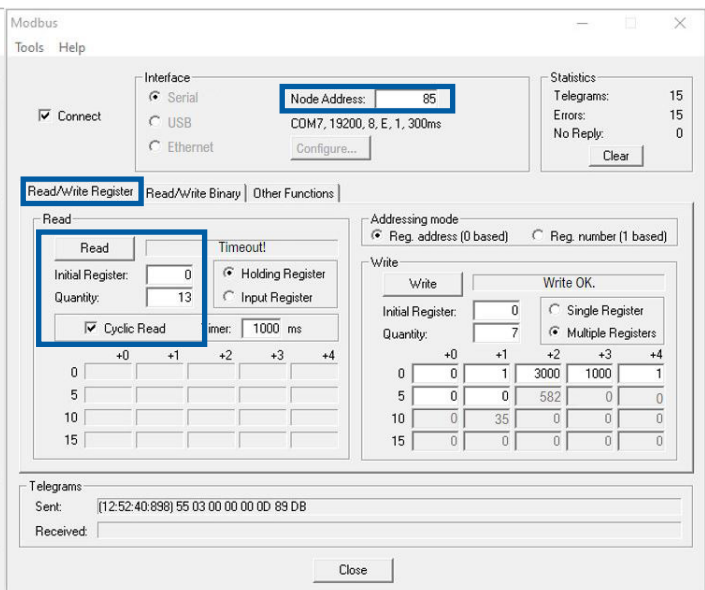 Modbus
Tools Help
Interface
Serial
USB
Ethernet
Node Address: 85
COM7, 19200, 8, E, 1, 300ms
Configure...
Connect
Statistics
Telegrams: 15
Errors: 15
No Reply: 0
Clear
Read/Write Register Read/Write Binary Other Functions
Read
Read Timeout!
Initial Register: 0
Quantity: 13
Holding Register
Input Register
Cyclic Read Timer: 1000 ms
+0 +1 +2 +3 +4
0
5
10
15
Addressing mode
Reg. address (0 based) Reg. number (1 based)
Write
Write Write OK.
Initial Register: 0
Quantity: 7
Single Register
Multiple Registers
+0 +1 +2 +3 +4
0 0 1 3000 1000 1
5 0 0 582 0 0
10 0 35 0 0 0
15 0 0 0 0 0
Telegrams
Sent: (12:52:40:898) 55 03 00 00 00 0D 89 DB
Received:
Close